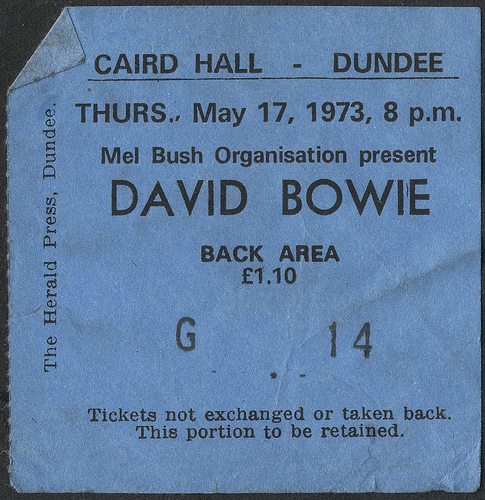 CAIRD HALL - DUNDEE
THURS., May 17, 1973, 8 p.m.
Mel Bush Organisation present
DAVID BOWIE
BACK AREA
£1.10
G 14
Tickets not exchanged or taken back.
This portion to be retained.
The Herald Press, Dundee.